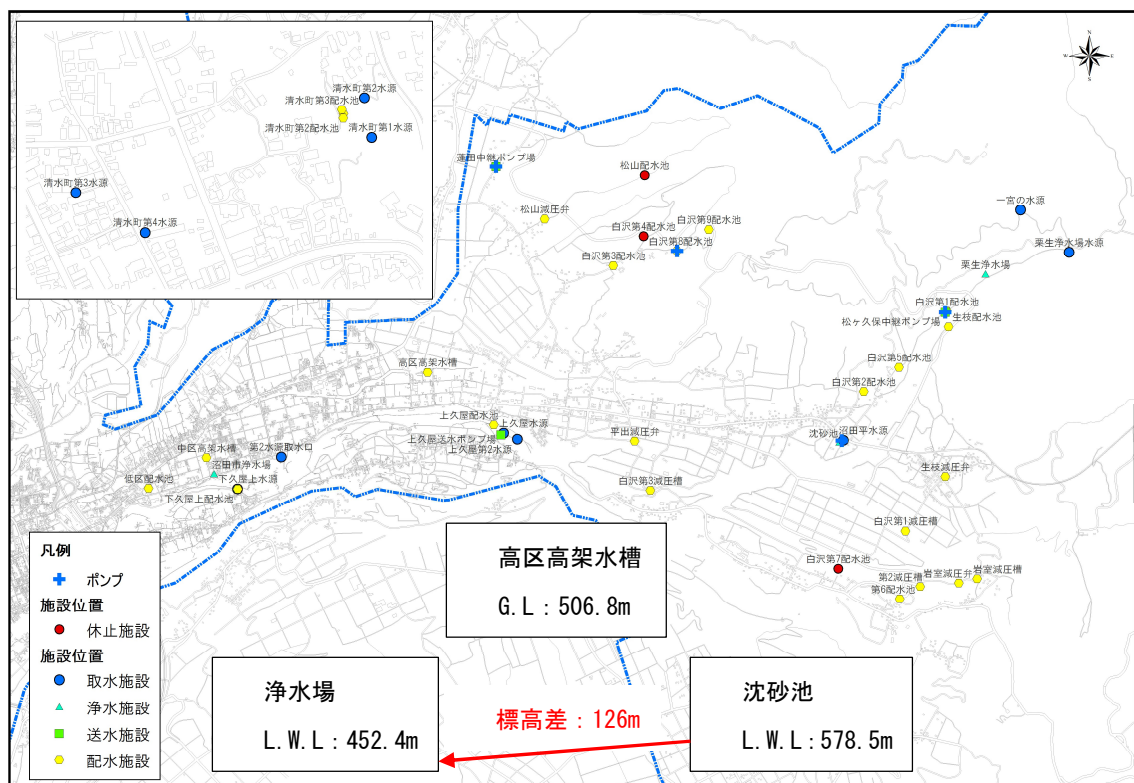 清水町第2水源
清水町第3配水池
清水町第2配水池
清水町第1水源
清水町第3水源
清水町第4水源
N
W
E
S
蓮田中継ポンプ場
松山配水池
松山減圧弁
白沢第9配水池
白沢第4配水池
白沢第8配水池
白沢第3配水池
一宮の水源
栗生浄水場水源
栗生浄水場
白沢第1配水池
松ヶ久保中継ポンプ場
生枝配水池
白沢第5配水池
白沢第2配水池
高区高架水槽
上久屋配水池
上久屋水源
上久屋送水ポンプ場
上久屋第2水源
平出減圧弁
沈砂池
沼田平水源
中区高架水槽
第2水源取水口
沼田市浄水場
低区配水池
下久屋上水源
下久屋上配水池
白沢第3減圧槽
生枝減圧弁
白沢第1減圧槽
白沢第7配水池
第2減圧槽
岩室減圧弁
岩室減圧槽
第6配水池
凡例
ポンプ
施設位置
休止施設
施設位置
取水施設
浄水施設
送水施設
配水施設
高区高架水槽
G.L：506.8m
浄水場
L.W.L：452.4m
標高差：126m
沈砂池
L.W.L：578.5m